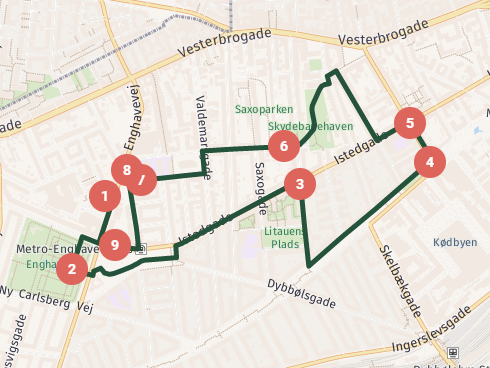 Vesterbrogade
Vesterbrogade
ade
Enghavevej
Valdemarsgade
Saxoparken
Skydebanehaven
5
8
7
6
Istedgade
4
1
3
Saxogade
Istedgade
Litauens
Plads
Metro-Enghave
9
Kødbyen
2
Ny Carlsberg Vej
Dybbølsgade
Skelbækgade
Ingerslevsgade